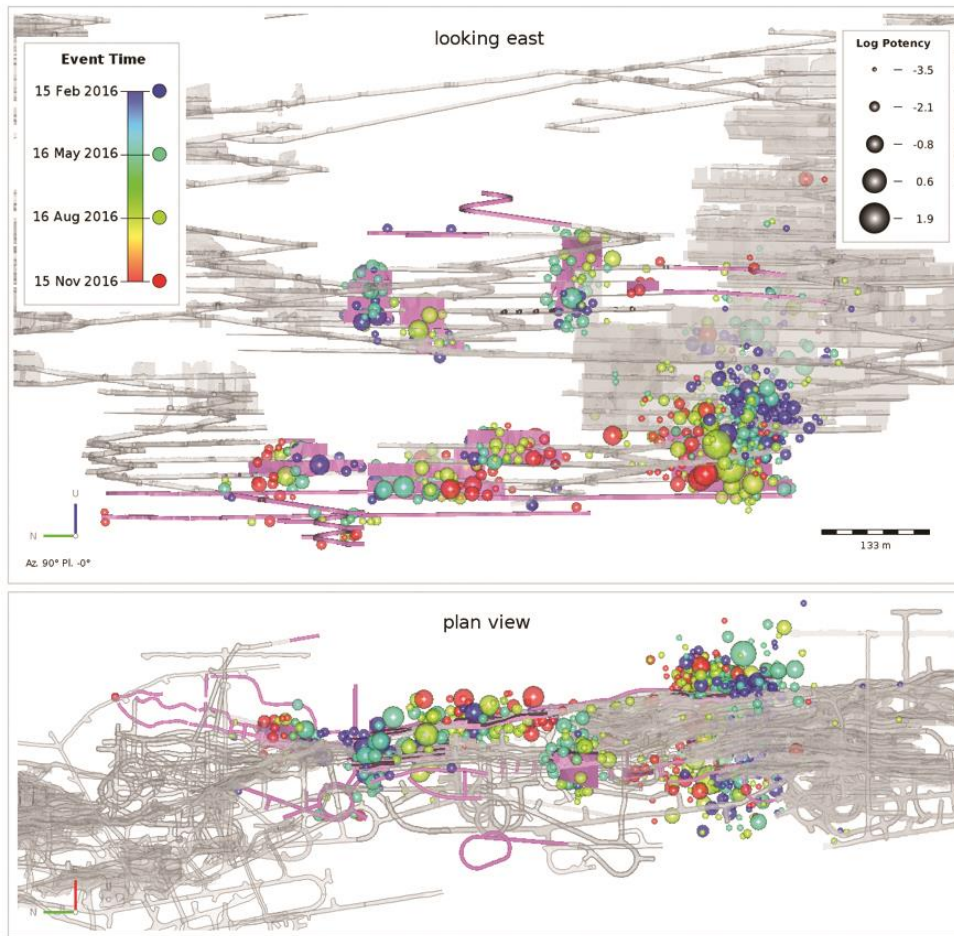 looking east
Event Time
15 Feb 2016
16 May 2016
16 Aug 2016
15 Nov 2016
Log Potency
-3.5
-2.1
-0.8
0.6
1.9
U
N
Az. 90° Pl. -0°
133 m
plan view
N